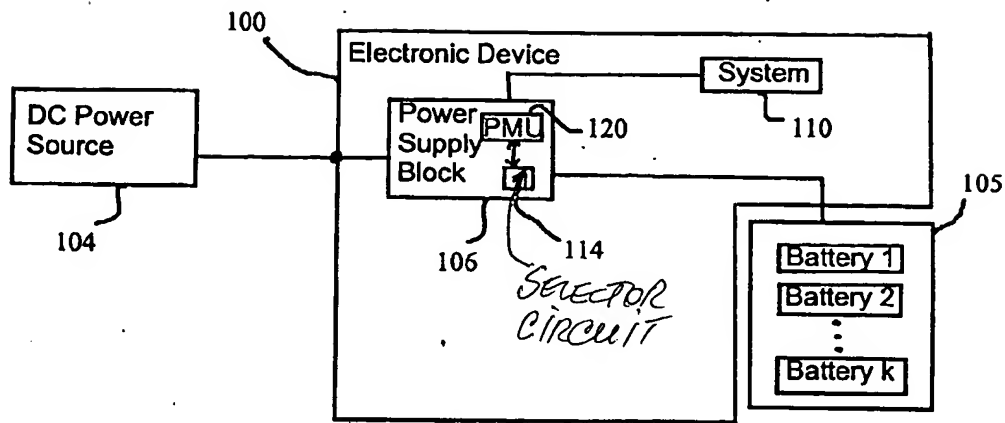 100
Electronic Device
System
110
DC Power
Source
104
Power
Supply
Block
PMU
120
106
114
SELECTOR
CIRCUIT
105
Battery 1
Battery 2
Battery k